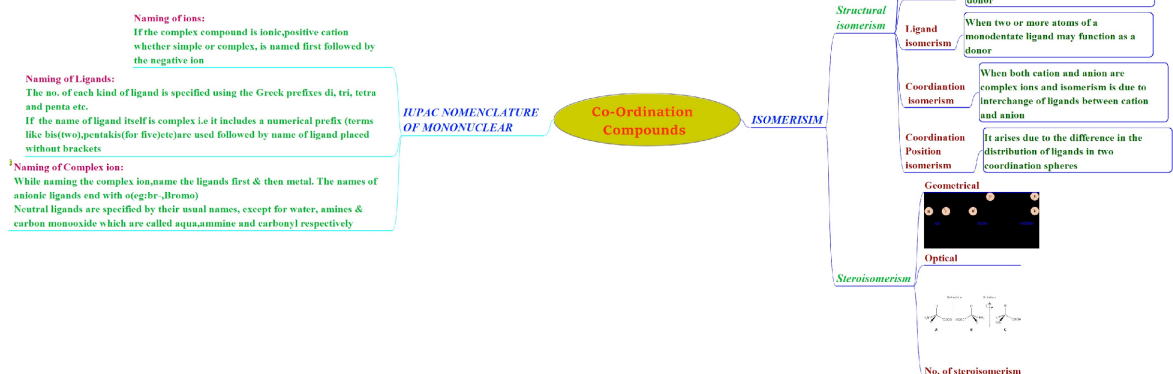 Naming of ions:
If the complex compound is ionic,positive cation
whether simple or complex, is named first followed by
the negative ion
Naming of Ligands:
The no. of each kind of ligand is specified using the Greek prefixes di, tri, tetra
and penta etc.
If the name of ligand itself is complex i.e it includes a numerical prefix (terms
like bis(two),pentakis(for five)etc)are used followed by name of ligand placed
without brackets
Naming of Complex ion:
While naming the complex ion,name the ligands first & then metal. The names of
anionic ligands end with o(eg:br-,Bromo)
Neutral ligands are specified by their usual names, except for water, amines &
carbon monooxide which are called aqua,ammine and carbonyl respectively
IUPAC NOMENCLATURE
OF MONONUCLEAR
Co-Ordination
Compounds
ISOMERISIM
Structural
isomerism
donor
Ligand
isomerism
When two or more atoms of a
monodentate ligand may function as a
donor
Coordiantion
isomerism
When both cation and anion are
complex ions and isomerism is due to
interchange of ligands between cation
and anion
Coordination
Position
isomerism
It arises due to the difference in the
distribution of ligands in two
coordination spheres
Steroisomerism
Geometrical
Optical
A B C
No. of steroisomerism